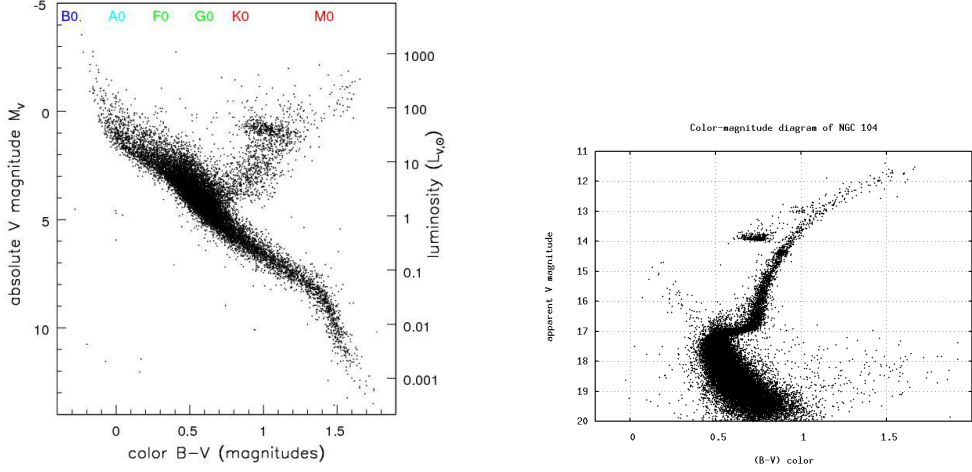 B0 A0 F0 G0 K0 M0
-5
0
5
10
absolute V magnitude M_v
1000
100
10
1
0.1
0.01
0.001
luminosity (L_v,⊙)
0 0.5 1 1.5
color B−V (magnitudes)
Color-magnitude diagram of NGC 104
11
12
13
14
15
16
17
18
19
20
apparent V magnitude
0 0.5 1 1.5
(B-V) color